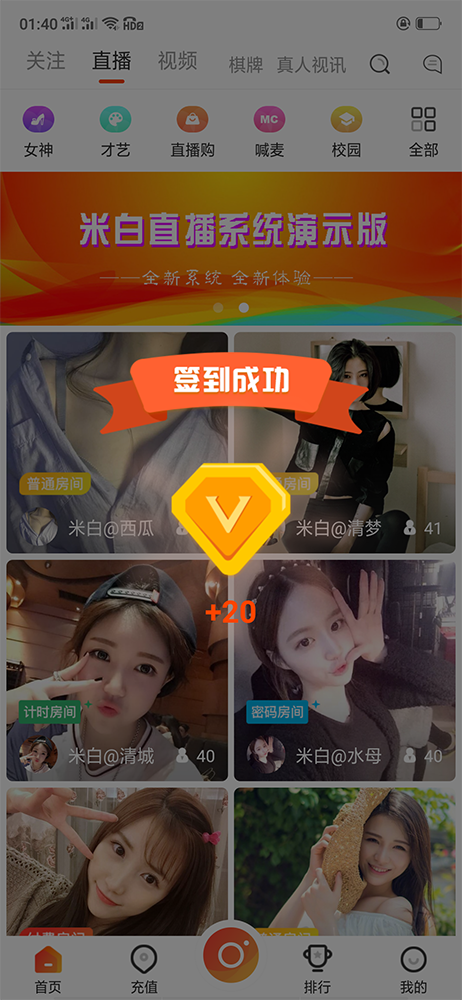 01:40 4G+ 4G HD2
关注 直播 视频 棋牌 真人视讯
MC
女神 才艺 直播购 喊麦 校园 全部
米白直播系统演示版
——全新系统 全新体验——
签到成功
普通房间
米白@西瓜
米白@清梦 41
V
+20
计时房间
米白@清城 40
密码房间
米白@水母 40
付费房间
首页 充值 排行 我的